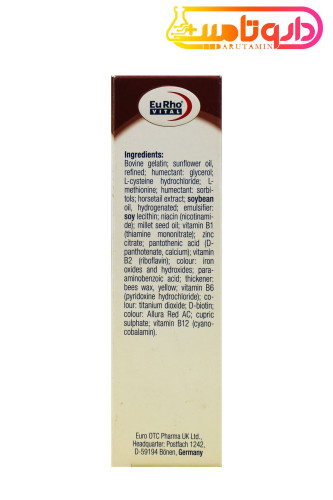 داروتامین
DARUTAMIN
EuRho®
VITAL
Ingredients:
Bovine gelatin; sunflower oil,
refined; humectant: glycerol;
L-cysteine hydrochloride; L-
methionine; humectant: sorbi-
tols; horsetail extract; soybean
oil, hydrogenated; emulsifier:
soy lecithin; niacin (nicotinami-
de); millet seed oil; vitamin B1
(thiamine mononitrate); zinc
citrate; pantothenic acid (D-
panthotenate, calcium); vitamin
B2 (riboflavin); colour: iron
oxides and hydroxides; para-
aminobenzoic acid; thickener:
bees wax, yellow; vitamin B6
(pyridoxine hydrochloride); co-
lour: titanium dioxide; D-biotin;
colour: Allura Red AC; cupric
sulphate; vitamin B12 (cyano-
cobalamin).
Euro OTC Pharma UK Ltd.,
Headquarter: Postfach 1242,
D-59194 Bönen, Germany